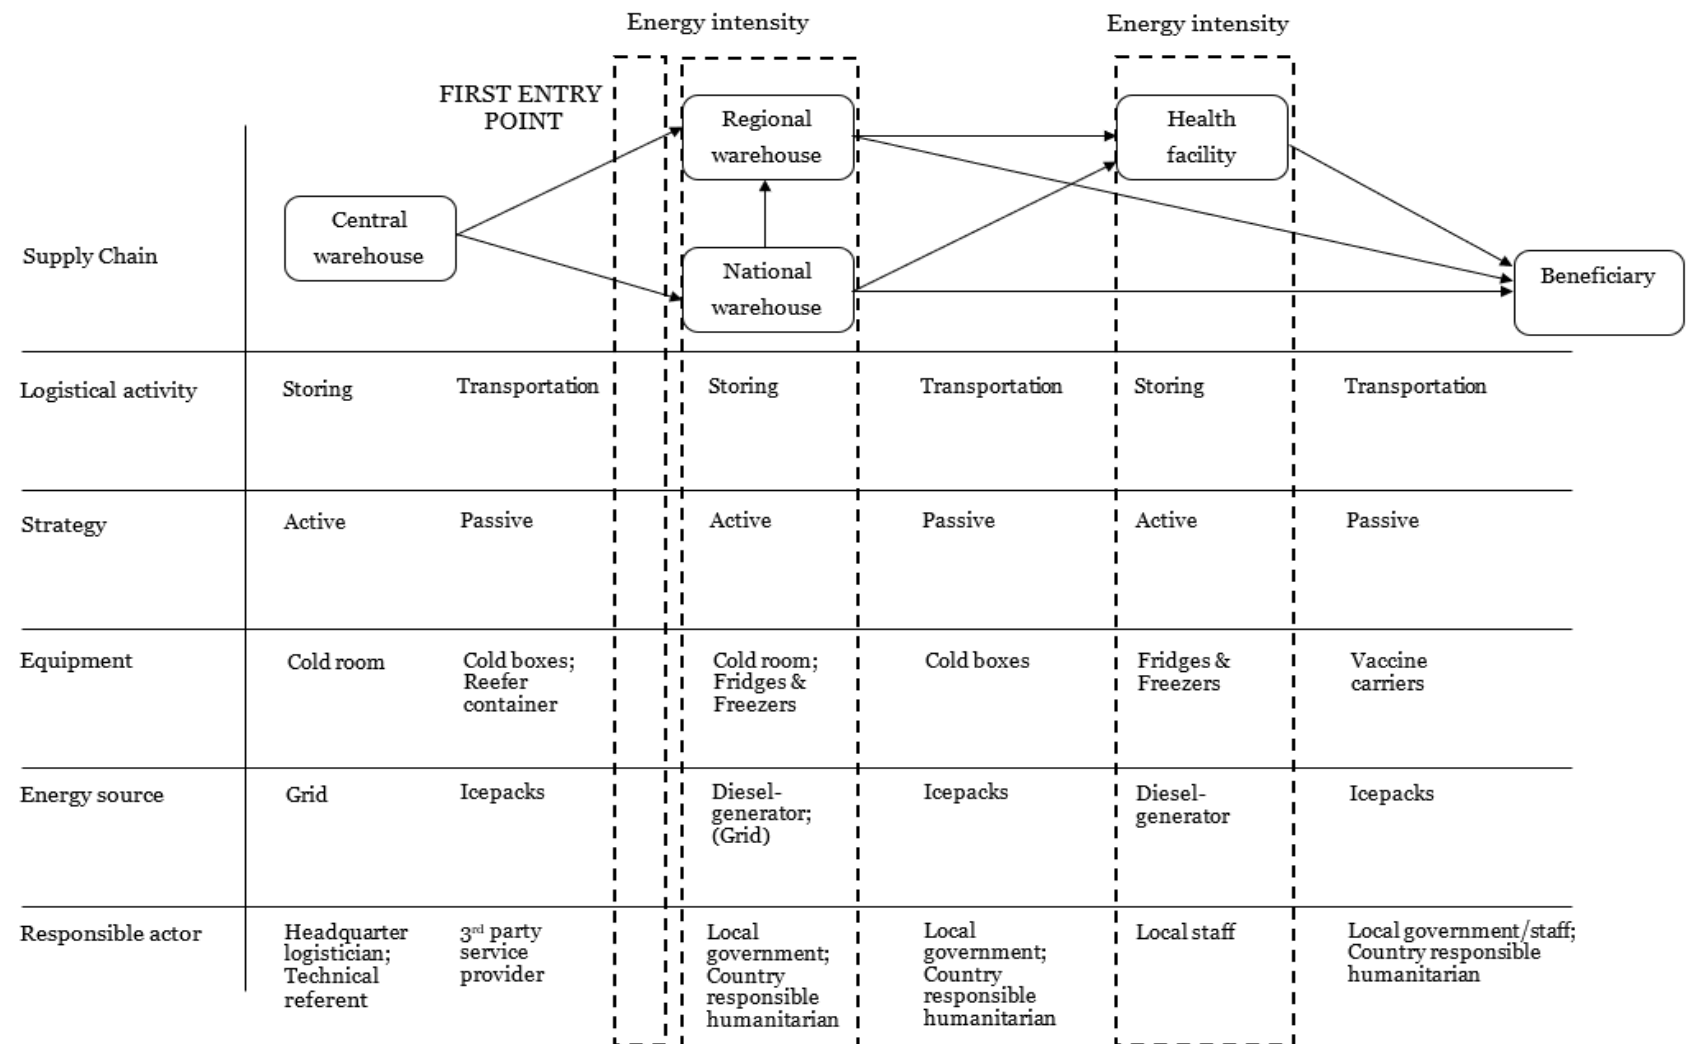 Energy intensity
Energy intensity
FIRST ENTRY
POINT
Regional
warehouse
Health
facility
Central
warehouse
Supply Chain
National
warehouse
Beneficiary
Logistical activity
Storing
Transportation
Storing
Transportation
Storing
Transportation
Strategy
Active
Passive
Active
Passive
Active
Passive
Equipment
Cold room
Cold boxes;
Reefer
container
Cold room;
Fridges &
Freezers
Cold boxes
Fridges &
Freezers
Vaccine
carriers
Energy source
Grid
Icepacks
Diesel-
generator;
(Grid)
Icepacks
Diesel-
generator
Icepacks
Responsible actor
Headquarter
logistician;
Technical
referent
3rd party
service
provider
Local
government;
Country
responsible
humanitarian
Local
government;
Country
responsible
humanitarian
Local staff
Local government/staff;
Country responsible
humanitarian